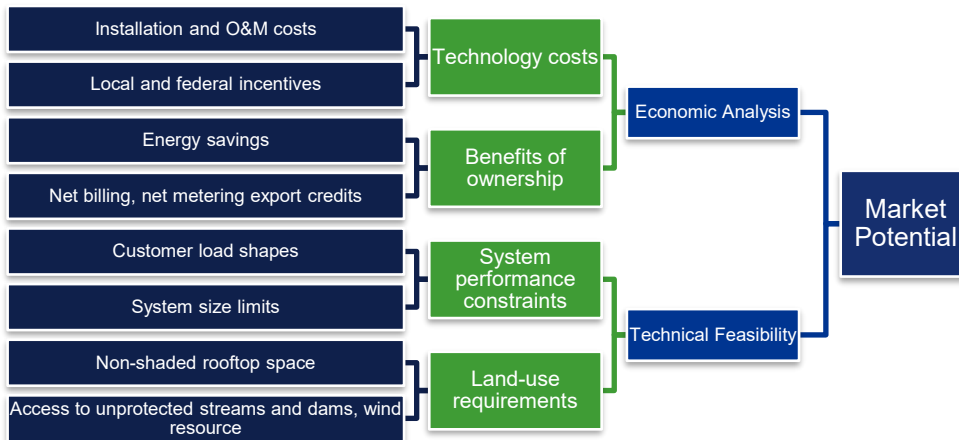 Installation and O&M costs
Local and federal incentives
Technology costs
Energy savings
Net billing, net metering export credits
Benefits of
ownership
Economic Analysis
Customer load shapes
System size limits
System
performance
constraints
Non-shaded rooftop space
Access to unprotected streams and dams, wind
resource
Land-use
requirements
Technical Feasibility
Market
Potential